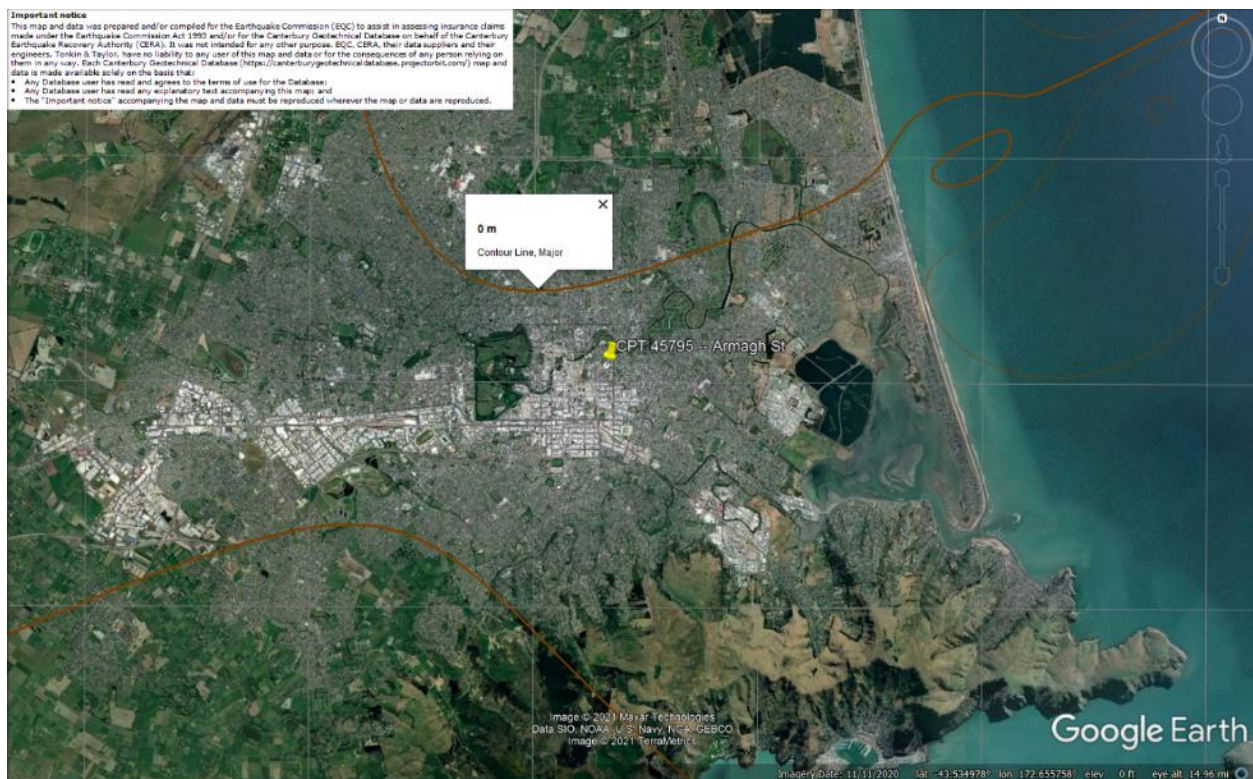 Important notice
This map and data was prepared and/or compiled for the Earthquake Commission (EQC) to assist in assessing insurance claims
made under the Earthquake Commission Act 1993 and/or for the Canterbury Geotechnical Database on behalf of the Canterbury
Earthquake Recovery Authority (CERA). It was not intended for any other purpose. EQC, CERA, their data suppliers and their
engineers, Tonkin & Taylor, have no liability to any user of this map and data or for the consequences of any person relying on
them in any way. Each Canterbury Geotechnical Database (https://canterburygeotechnicaldatabase.projectorbit.com/) map and
data is made available solely on the basis that:
• Any Database user has read and agrees to the terms of use for the Database;
• Any Database user has read any explanatory text accompanying this map; and
• The "Important notice" accompanying the map and data must be reproduced wherever the map or data are reproduced.
N
0 m
Contour Line, Major
CPT 45795 -- Armagh St
Image © 2021 Maxar Technologies
Data SIO, NOAA, U.S. Navy, NGA, GEBCO
Image © 2021 TerraMetrics
Google Earth
Imagery Date: 11/11/2020 lat -43.534978° lon 172.655758° elev 0 ft eye alt 14.96 mi